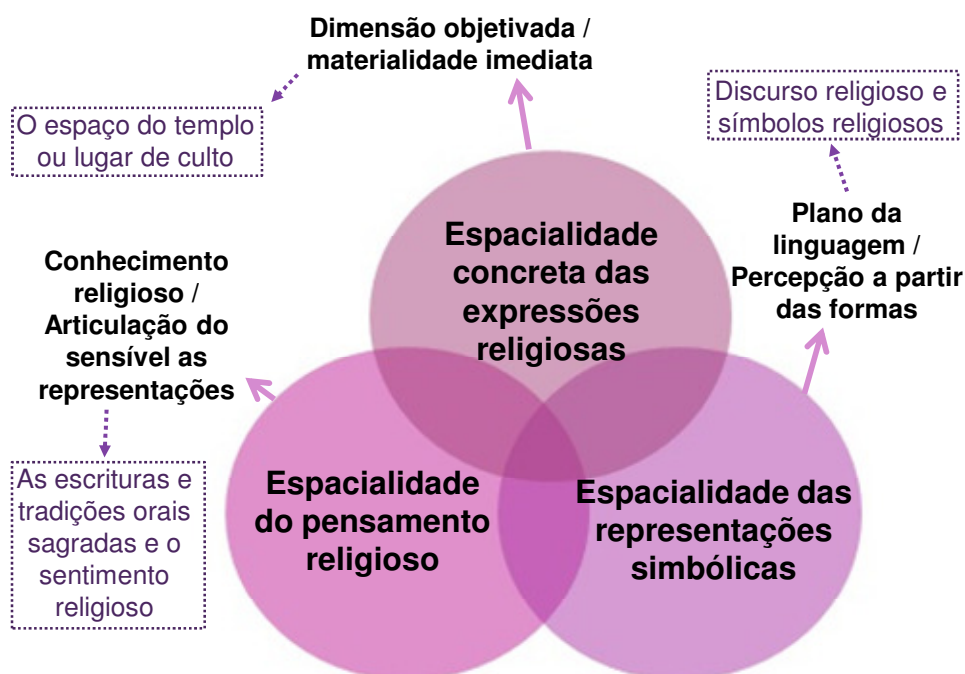 Dimensão objetivada /
materialidade imediata
O espaço do templo
ou lugar de culto
Discurso religioso e
símbolos religiosos
Espacialidade
concreta das
expressões
religiosas
Plano da
linguagem /
Percepção a partir
das formas
Conhecimento
religioso /
Articulação do
sensível as
representações
As escrituras e
tradições orais
sagradas e o
sentimento
religioso
Espacialidade
do pensamento
religioso
Espacialidade das
representações
simbólicas